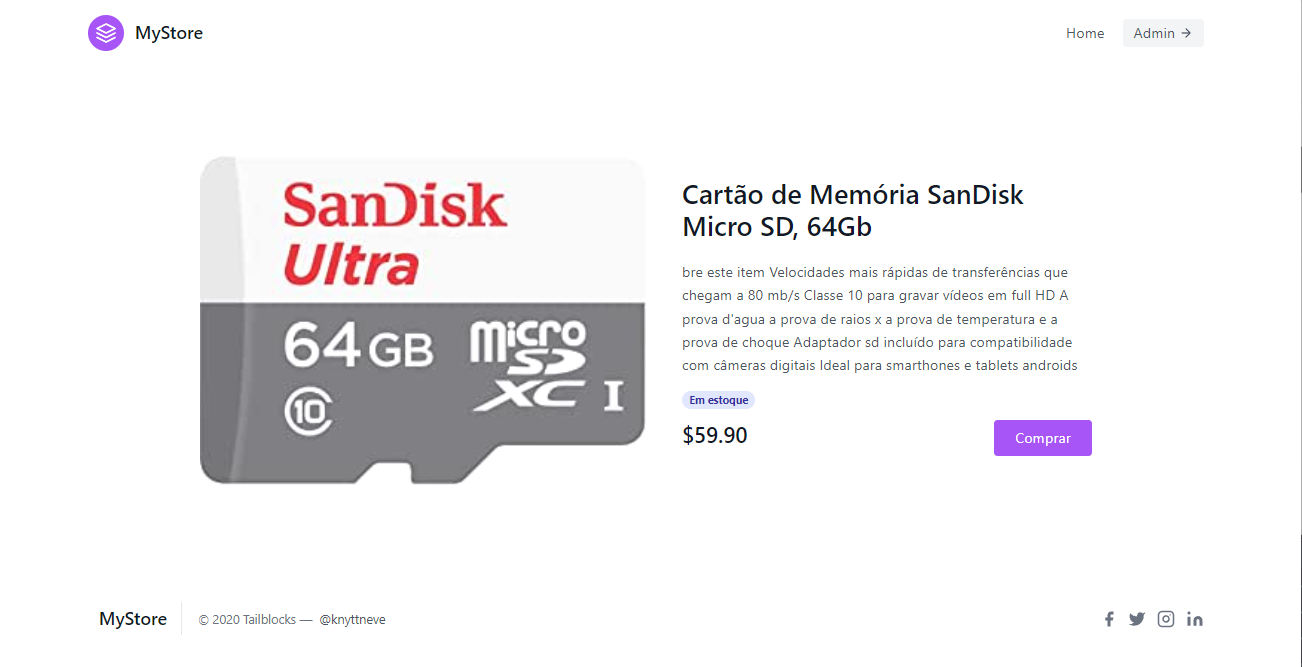 MyStore
Home
Admin →
SanDisk
Ultra
64GB
micro
SD
XC I
10
Cartão de Memória SanDisk
Micro SD, 64Gb
bre este item Velocidades mais rápidas de transferências que
chegam a 80 mb/s Classe 10 para gravar vídeos em full HD A
prova d'agua a prova de raios x a prova de temperatura e a
prova de choque Adaptador sd incluído para compatibilidade
com câmeras digitais Ideal para smarthones e tablets androids
Em estoque
$59.90
Comprar
MyStore
© 2020 Tailblocks — @knyttneve